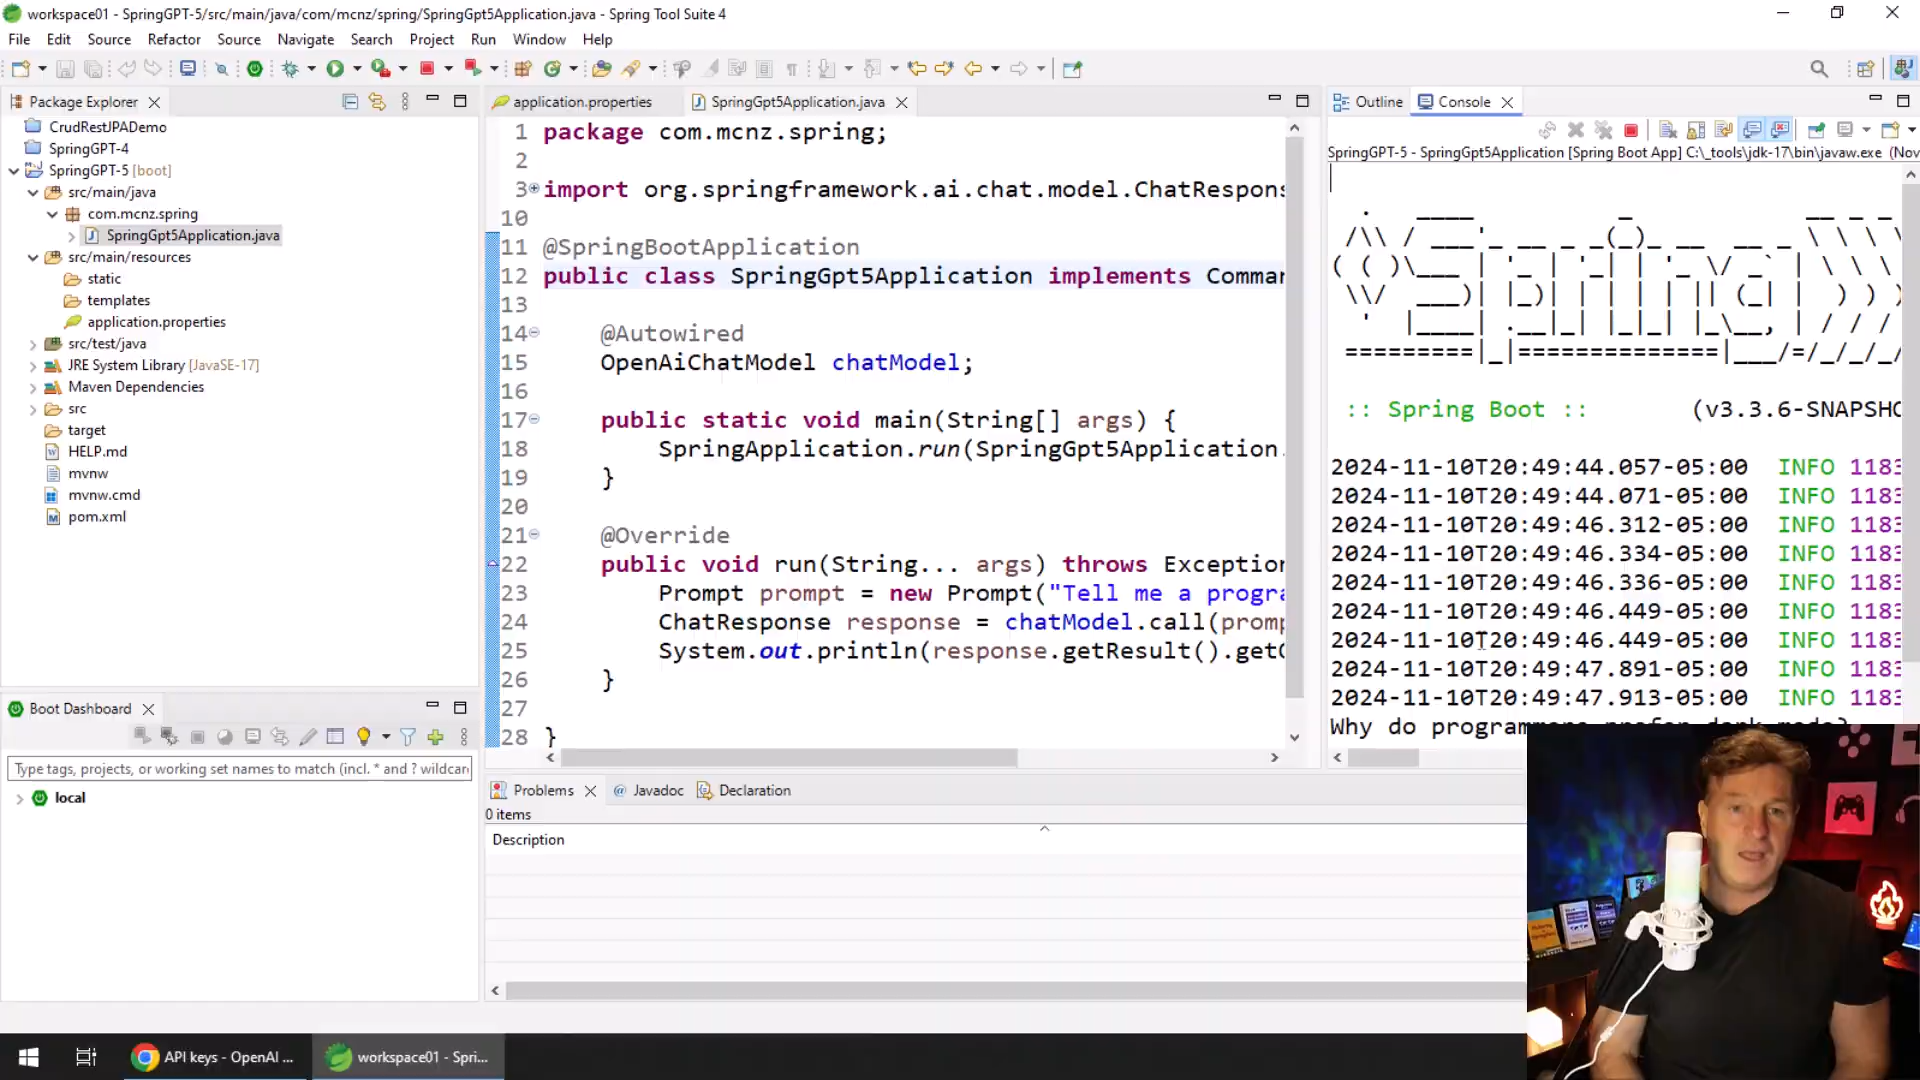 workspace01 - SpringGPT-5/src/main/java/com/mcnz/spring/SpringGpt5Application.java - Spring Tool Suite 4
File Edit Source Refactor Source Navigate Search Project Run Window Help
Package Explorer
CrudRestJPADemo
SpringGPT-4
SpringGPT-5 [boot]
src/main/java
com.mcnz.spring
SpringGpt5Application.java
src/main/resources
static
templates
application.properties
src/test/java
JRE System Library [JavaSE-17]
Maven Dependencies
src
target
HELP.md
mvnw
mvnw.cmd
pom.xml
Boot Dashboard
Type tags, projects, or working set names to match (incl. * and ? wildcar
local
application.properties SpringGpt5Application.java
1 package com.mcnz.spring;
2
3 import org.springframework.ai.chat.model.ChatRespons
10
11 @SpringBootApplication
12 public class SpringGpt5Application implements Comma
13
14 @Autowired
15 OpenAiChatModel chatModel;
16
17 public static void main(String[] args) {
18 SpringApplication.run(SpringGpt5Application.
19 }
20
21 @Override
22 public void run(String... args) throws Exception
23 Prompt prompt = new Prompt("Tell me a progra
24 ChatResponse response = chatModel.call(promp
25 System.out.println(response.getResult().get
26 }
27
28 }
Problems Javadoc Declaration
0 items
Description
Outline Console
SpringGPT-5 - SpringGpt5Application [Spring Boot App] C:\_tools\jdk-17\bin\javaw.exe (Nov
:: Spring Boot :: (v3.3.6-SNAPSHO
2024-11-10T20:49:44.057-05:00 INFO 1183
2024-11-10T20:49:44.071-05:00 INFO 1183
2024-11-10T20:49:46.312-05:00 INFO 1183
2024-11-10T20:49:46.334-05:00 INFO 1183
2024-11-10T20:49:46.336-05:00 INFO 1183
2024-11-10T20:49:46.449-05:00 INFO 1183
2024-11-10T20:49:46.449-05:00 INFO 1183
2024-11-10T20:49:47.891-05:00 INFO 1183
2024-11-10T20:49:47.913-05:00 INFO 1183
Why do programmers prefer dark mode?
API keys - OpenAI ... workspace01 - Spri...